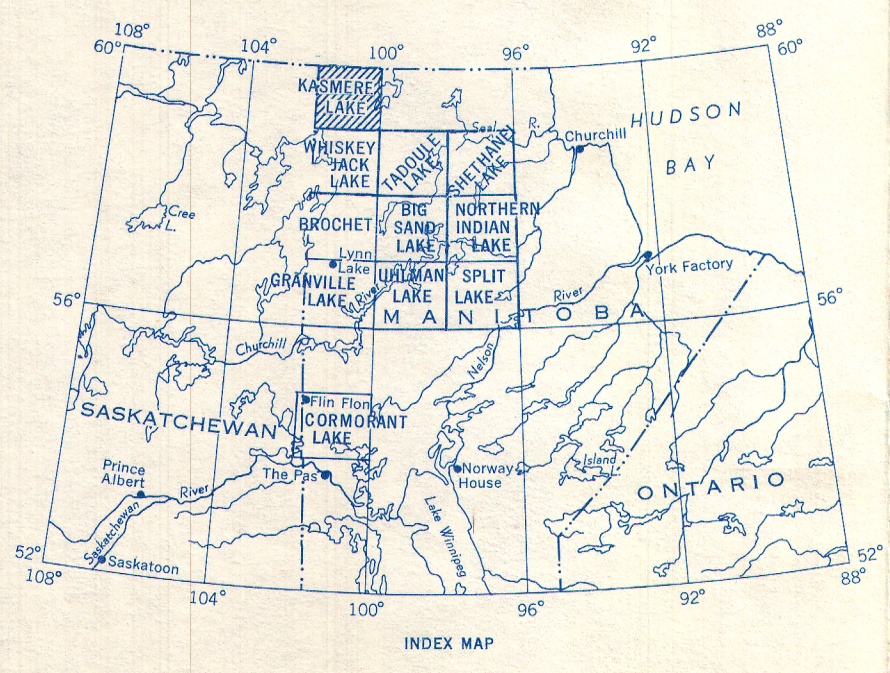 108° 104° 100° 96° 92° 88°
60° 60°
KASMERE
LAKE
HUDSON
BAY
Seal R.
Churchill
WHISKEY
JACK
LAKE
TADOULE
LAKE
SHETHANEI
LAKE
Cree
L.
BROCHET
BIG
SAND
LAKE
NORTHERN
INDIAN
LAKE
Lynn
Lake
York Factory
GRANVILLE
LAKE
River
UHLMAN
LAKE
SPLIT
LAKE
River
56° 56°
MANITOBA
Churchill
Nelson
Flin Flon
SASKATCHEWAN
CORMORANT
LAKE
Prince
Albert
River
The Pas
Norway
House
Island
L.
ONTARIO
Saskatchewan
Lake Winnipeg
Saskatoon
52° 52°
108° 104° 100° 96° 92° 88°
INDEX MAP